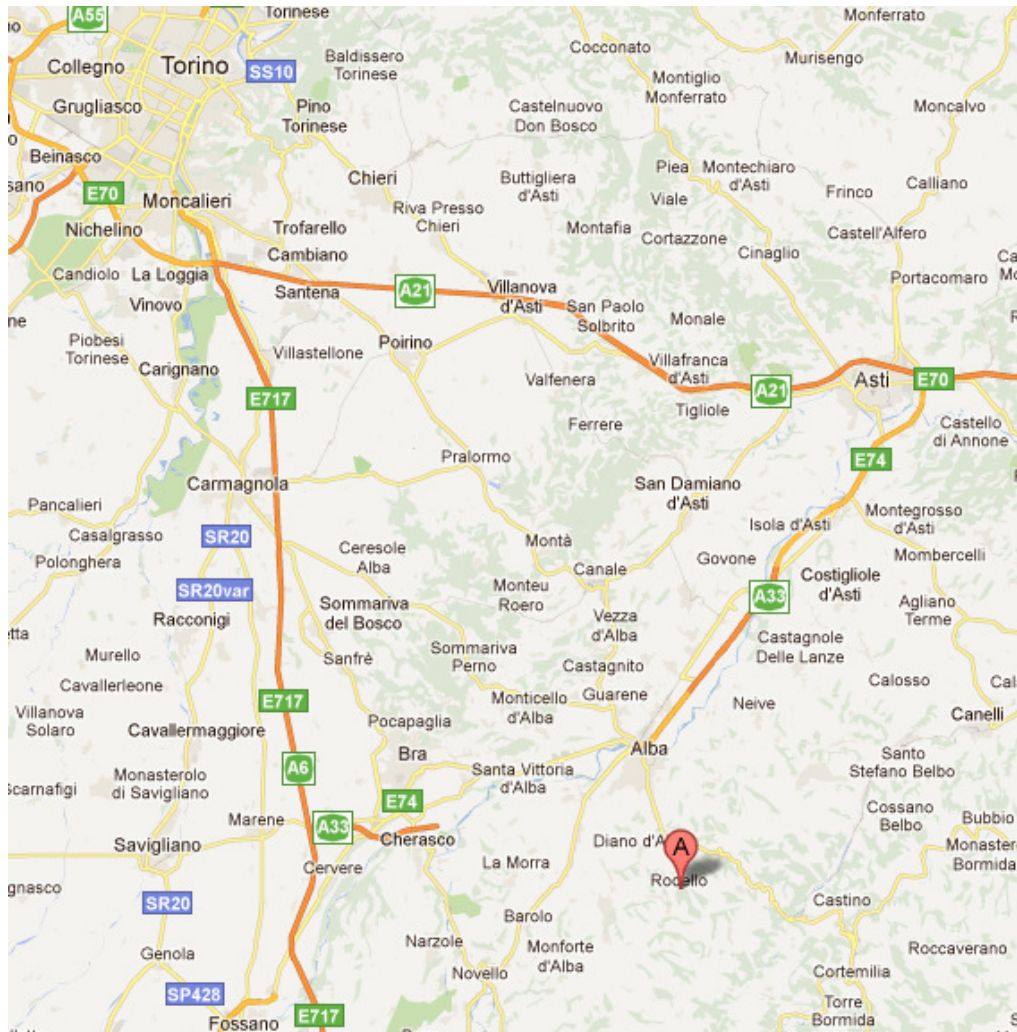 A55
Torinese
Monferrato
Cocconato
Murisengo
Collegno
Torino
SS10
Baldissero
Torinese
Montiglio
Monferrato
Grugliasco
Pino
Torinese
Castelnuovo
Don Bosco
Moncalvo
Beinasco
Chieri
Buttigliera
d'Asti
Piea
Montechiaro
d'Asti
Calliano
Frinco
E70
Moncalieri
Viale
Riva Presso
Chieri
Nichelino
Trofarello
Montafia
Cortazzone
Castell'Alfero
Cambiano
Cinaglio
Candiolo
La Loggia
Portacomaro
Santena
A21
Villanova
d'Asti
Vinovo
San Paolo
Solbrito
Monale
Piobesi
Torinese
Villastellone
Poirino
Carignano
Villafranca
d'Asti
Valfenera
Asti
E70
A21
E717
Tigliole
Ferrere
Castello
di Annone
Pralormo
E74
Carmagnola
San Damiano
d'Asti
Pancalieri
Montegrosso
d'Asti
Isola d'Asti
Casalgrasso
SR20
Montà
Ceresole
Alba
Govone
Mombercelli
Polonghera
Canale
Costigliole
d'Asti
SR20var
Monteu
Roero
A33
Sommariva
del Bosco
Agliano
Terme
Racconigi
Vezza
d'Alba
Castagnole
Delle Lanze
Sommariva
Perno
Murello
Sanfrè
Castagnito
Calosso
Cavallerleone
Monticello
d'Alba
Guarene
E717
Neive
Villanova
Solaro
Pocapaglia
Canelli
Cavallermaggiore
Bra
Alba
Santo
Stefano Belbo
A6
Santa Vittoria
d'Alba
Monasterolo
di Savigliano
Scarnafigi
E74
Cossano
Belbo
Bubbio
Marene
A33
Cherasco
Diano d'A
A
Savigliano
Monastero
Bormida
La Morra
Cervere
Rodello
SR20
Castino
Barolo
Narzole
Monforte
d'Alba
Roccaverano
Genola
Novello
Cortemilia
SP428
Torre
Bormida
Fossano
E717